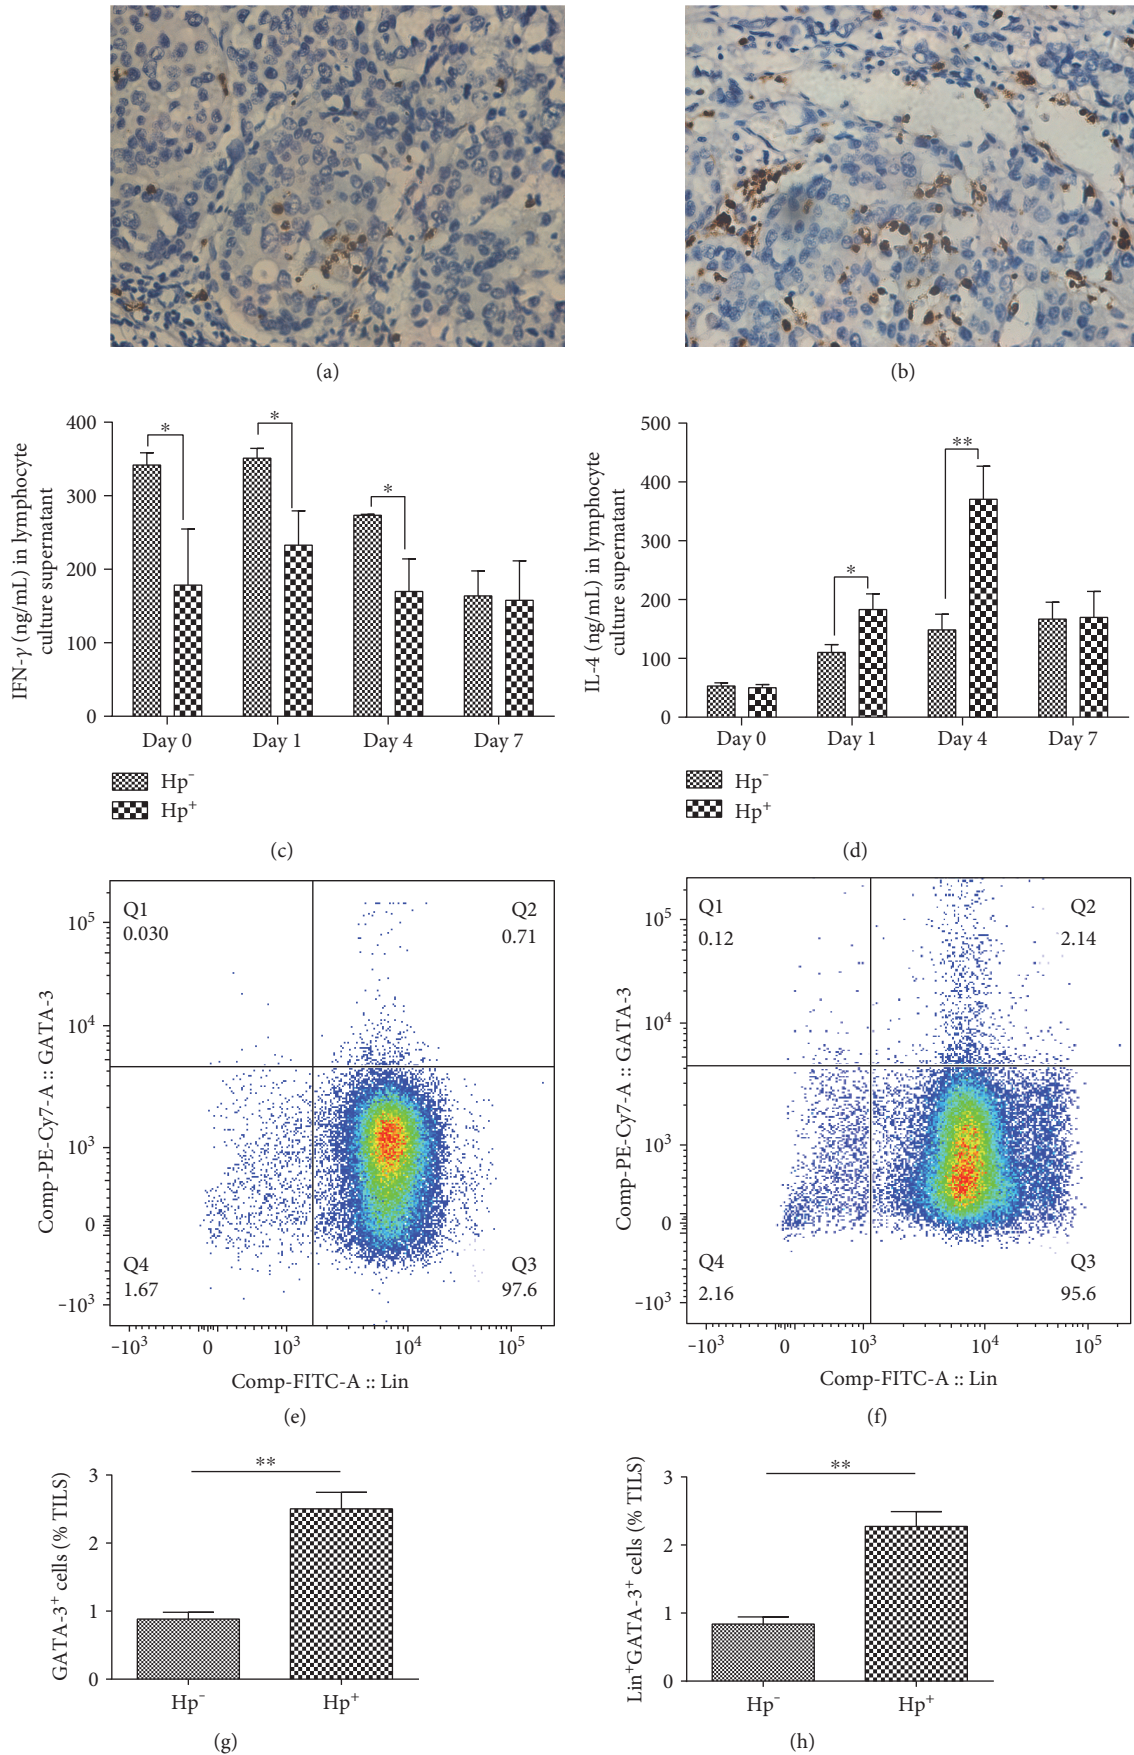 (a)
(b)
IFN-γ (ng/mL) in lymphocyte
culture supernatant
400
300
200
100
0
*
*
*
Day 0
Day 1
Day 4
Day 7
Hp⁻
Hp⁺
(c)
IL-4 (ng/mL) in lymphocyte
culture supernatant
500
400
300
200
100
0
*
**
Day 0
Day 1
Day 4
Day 7
Hp⁻
Hp⁺
(d)
Comp-PE-Cy7-A :: GATA-3
10⁵
10⁴
10³
0
−10³
Q1
0.030
Q2
0.71
Q4
1.67
Q3
97.6
−10³
0
10³
10⁴
10⁵
Comp-FITC-A :: Lin
(e)
Comp-PE-Cy7-A :: GATA-3
10⁵
10⁴
10³
0
−10³
Q1
0.12
Q2
2.14
Q4
2.16
Q3
95.6
−10³
0
10³
10⁴
10⁵
Comp-FITC-A :: Lin
(f)
GATA-3⁺ cells (% TILS)
3
2
1
0
**
Hp⁻
Hp⁺
(g)
Lin⁺GATA-3⁺ cells (% TILS)
3
2
1
0
**
Hp⁻
Hp⁺
(h)